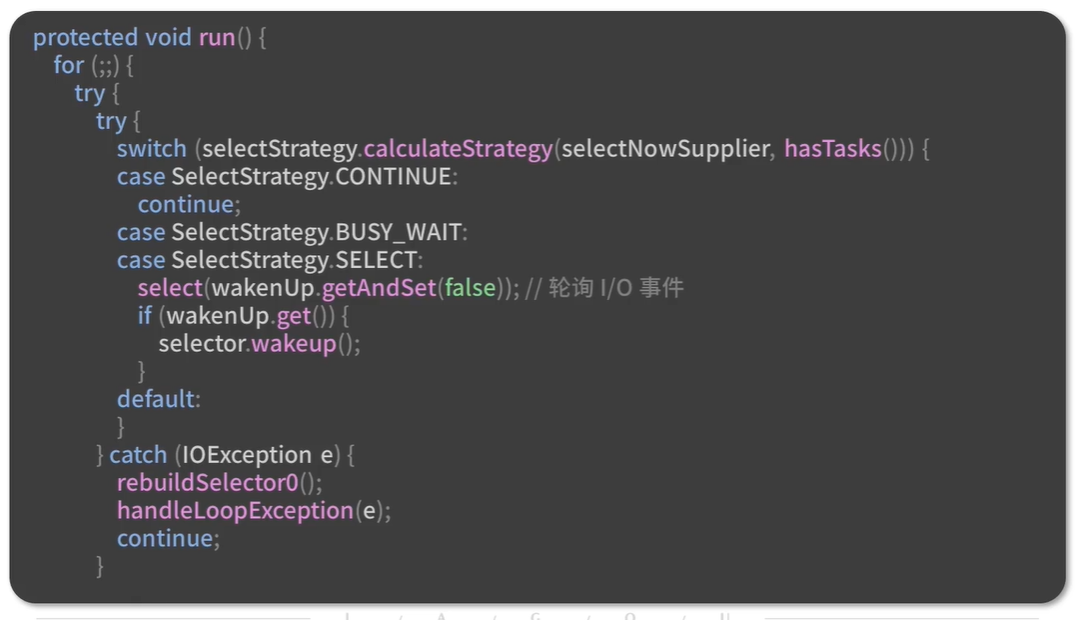 protected void run() {
for (;;) {
try {
try {
switch (selectStrategy.calculateStrategy(selectNowSupplier, hasTasks())) {
case SelectStrategy.CONTINUE:
continue;
case SelectStrategy.BUSY_WAIT:
case SelectStrategy.SELECT:
select(wakenUp.getAndSet(false)); // 轮询 I/O 事件
if (wakenUp.get()) {
selector.wakeup();
}
default:
}
} catch (IOException e) {
rebuildSelector0();
handleLoopException(e);
continue;
}